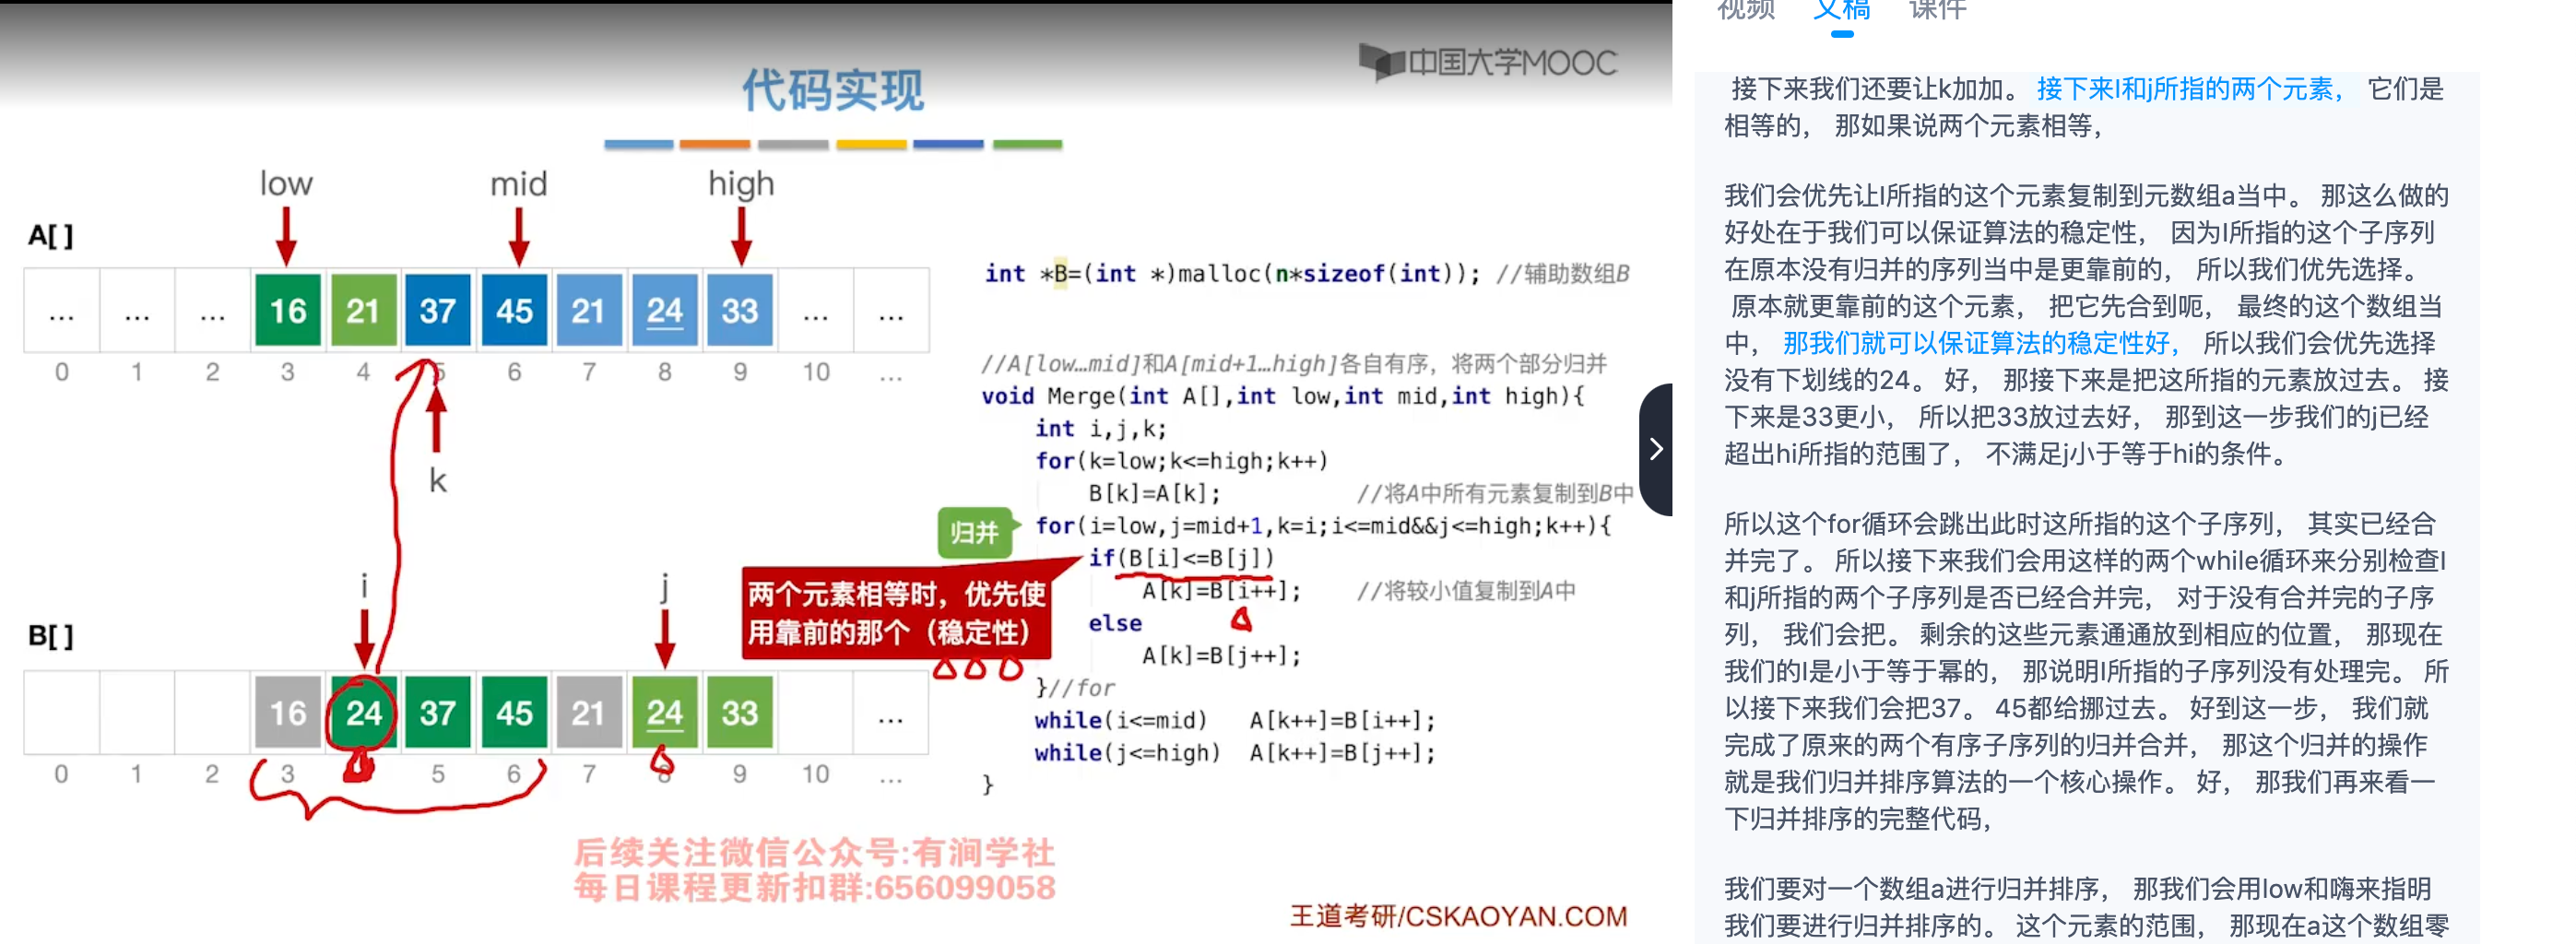 中国大学MOOC
代码实现
low mid high
A[ ]
... ... ... 16 21 37 45 21 24 33 ... ...
0 1 2 3 4 5 6 7 8 9 10 ...
k
i j
B[ ]
16 24 37 45 21 24 33 ...
0 1 2 3 4 5 6 7 8 9 10 ...
int *B=(int *)malloc(n*sizeof(int)); //辅助数组B
//A[low…mid]和A[mid+1…high]各自有序，将两个部分归并
void Merge(int A[],int low,int mid,int high){
int i,j,k;
for(k=low;k<=high;k++)
B[k]=A[k]; //将A中所有元素复制到B中
归并
for(i=low,j=mid+1,k=i;i<=mid&&j<=high;k++){
if(B[i]<=B[j])
A[k]=B[i++]; //将较小值复制到A中
else
A[k]=B[j++];
}//for
while(i<=mid) A[k++]=B[i++];
while(j<=high) A[k++]=B[j++];
}
两个元素相等时，优先使
用靠前的那个（稳定性）
后续关注微信公众号:有涧学社
每日课程更新扣群:656099058
王道考研/CSKAOYAN.COM
视频 文稿 课件
接下来我们还要让k加加。 接下来I和j所指的两个元素， 它们是
相等的， 那如果说两个元素相等，
我们会优先让I所指的这个元素复制到元数组a当中。 那这么做的
好处在于我们可以保证算法的稳定性， 因为I所指的这个子序列
在原本没有归并的序列当中是更靠前的， 所以我们优先选择。
原本就更靠前的这个元素， 把它先合到呃， 最终的这个数组当
中， 那我们就可以保证算法的稳定性好， 所以我们会优先选择
没有下划线的24。 好， 那接下来是把这所指的元素放过去。 接
下来是33更小， 所以把33放过去好， 那到这一步我们的j已经
超出hi所指的范围了， 不满足j小于等于hi的条件。
所以这个for循环会跳出此时这所指的这个子序列， 其实已经合
并完了。 所以接下来我们会用这样的两个while循环来分别检查I
和j所指的两个子序列是否已经合并完， 对于没有合并完的子序
列， 我们会把。 剩余的这些元素通通放到相应的位置， 那现在
我们的I是小于等于幂的， 那说明I所指的子序列没有处理完。 所
以接下来我们会把37。 45都给挪过去。 好到这一步， 我们就
完成了原来的两个有序子序列的归并合并， 那这个归并的操作
就是我们归并排序算法的一个核心操作。 好， 那我们再来看一
下归并排序的完整代码，
我们要对一个数组a进行归并排序， 那我们会用low和嗨来指明
我们要进行归并排序的。 这个元素的范围， 那现在a这个数组零